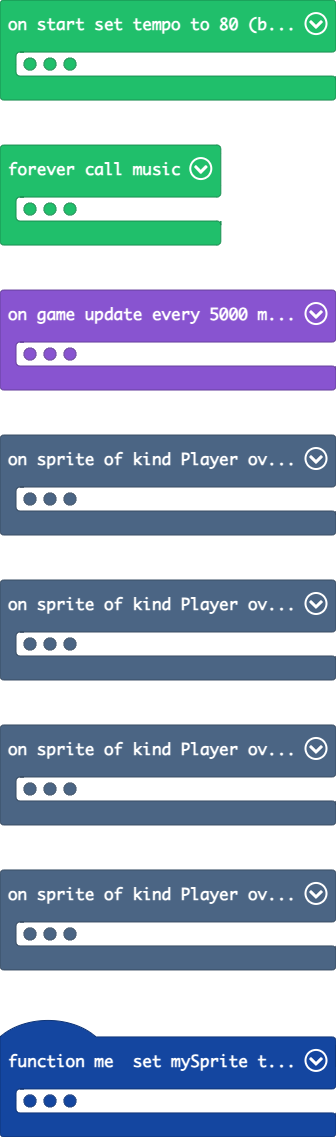 on start set tempo to 80 (b...
forever call music
on game update every 5000 m...
on sprite of kind Player ov...
on sprite of kind Player ov...
on sprite of kind Player ov...
on sprite of kind Player ov...
function me  set mySprite t...